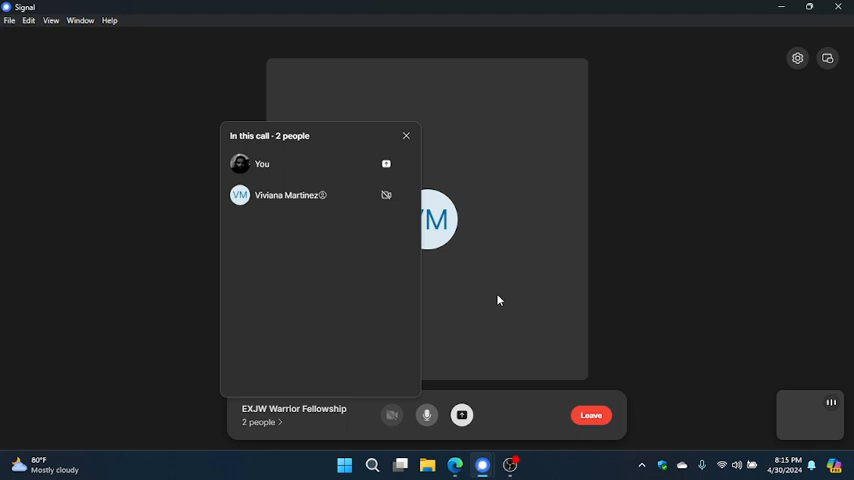 Signal
File Edit View Window Help
In this call · 2 people
You
VM Viviana Martinez
VM
EXJW Warrior Fellowship
2 people >
Leave
80°F
Mostly cloudy
8:15 PM
4/30/2024